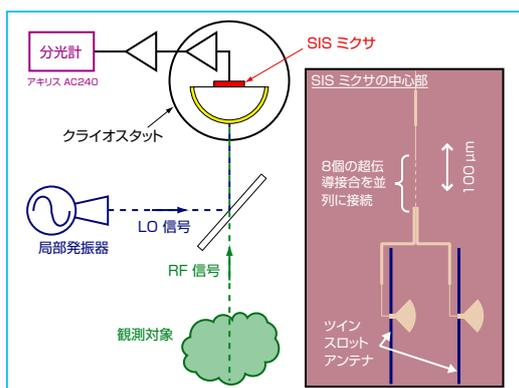 分光計
アキリス AC240
SIS ミクサ
クライオスタット
LO 信号
局部発振器
RF 信号
観測対象
SIS ミクサの中心部
8個の超伝
導接合を並
列に接続
100 μm
ツイン
スロット
アンテナ